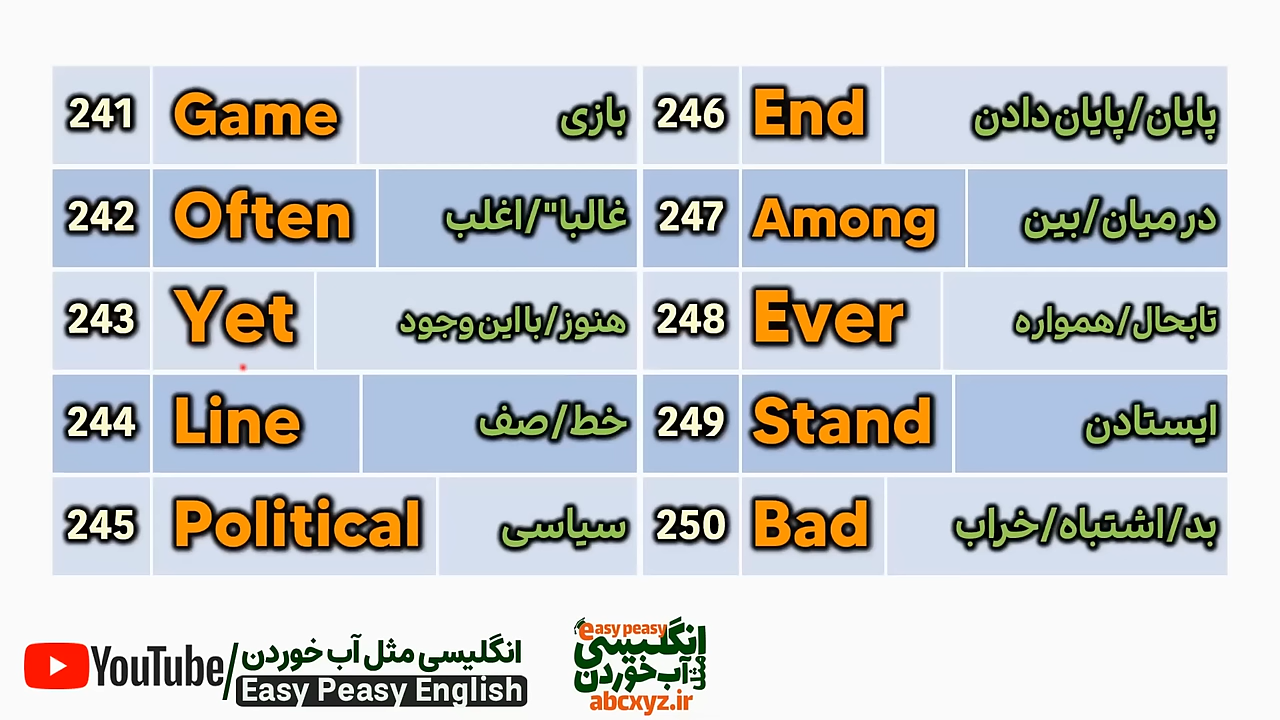 241 Game بازی
242 Often غالبا"/اغلب
243 Yet هنوز/بااین‌وجود
244 Line خط/صف
245 Political سیاسی
246 End پایان/پایان‌دادن
247 Among درمیان/بین
248 Ever تابحال/همواره
249 Stand ایستادن
250 Bad بد/اشتباه/خراب
YouTube/انگلیسی مثل آب خوردن
Easy Peasy English
easy peasy
انگلیسی
مثل آب خوردن
abcxyz.ir